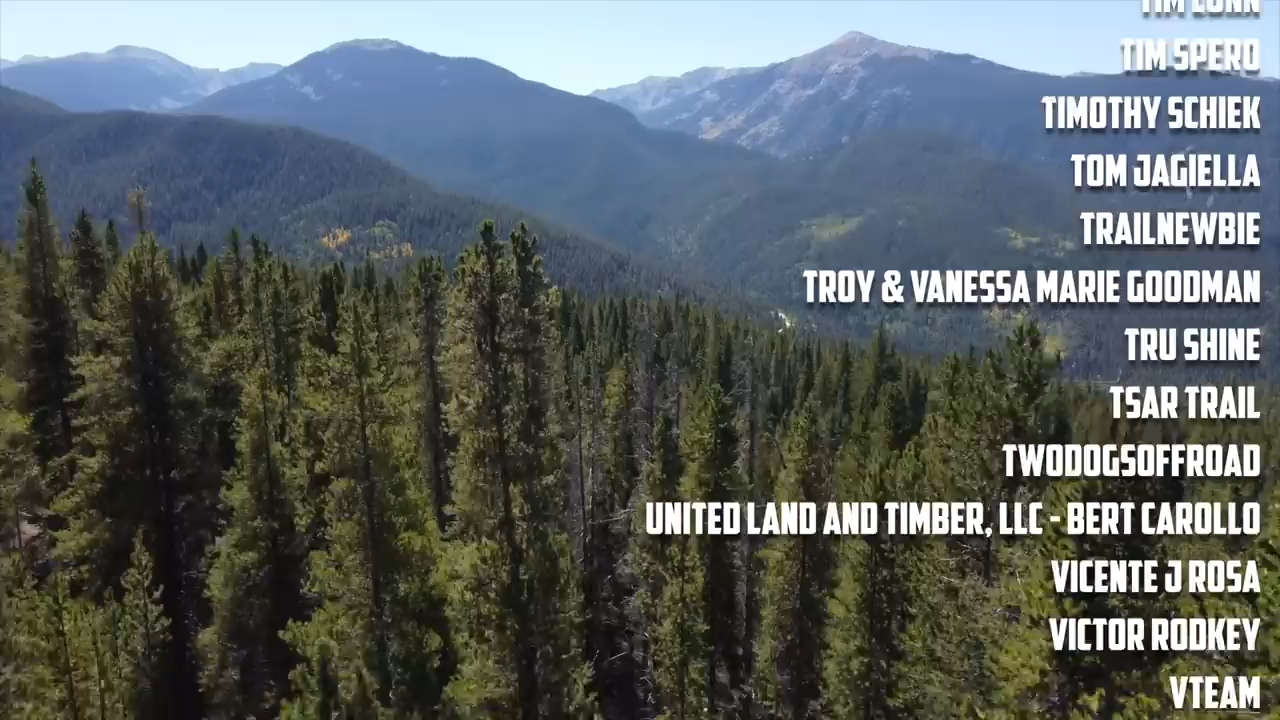 TIM SPERO
TIMOTHY SCHIEK
TOM JAGIELLA
TRAILNEWBIE
TROY & VANESSA MARIE GOODMAN
TRU SHINE
TSAR TRAIL
TWODOGSOFFROAD
UNITED LAND AND TIMBER, LLC - BERT CAROLLO
VICENTE J ROSA
VICTOR RODKEY
VTEAM